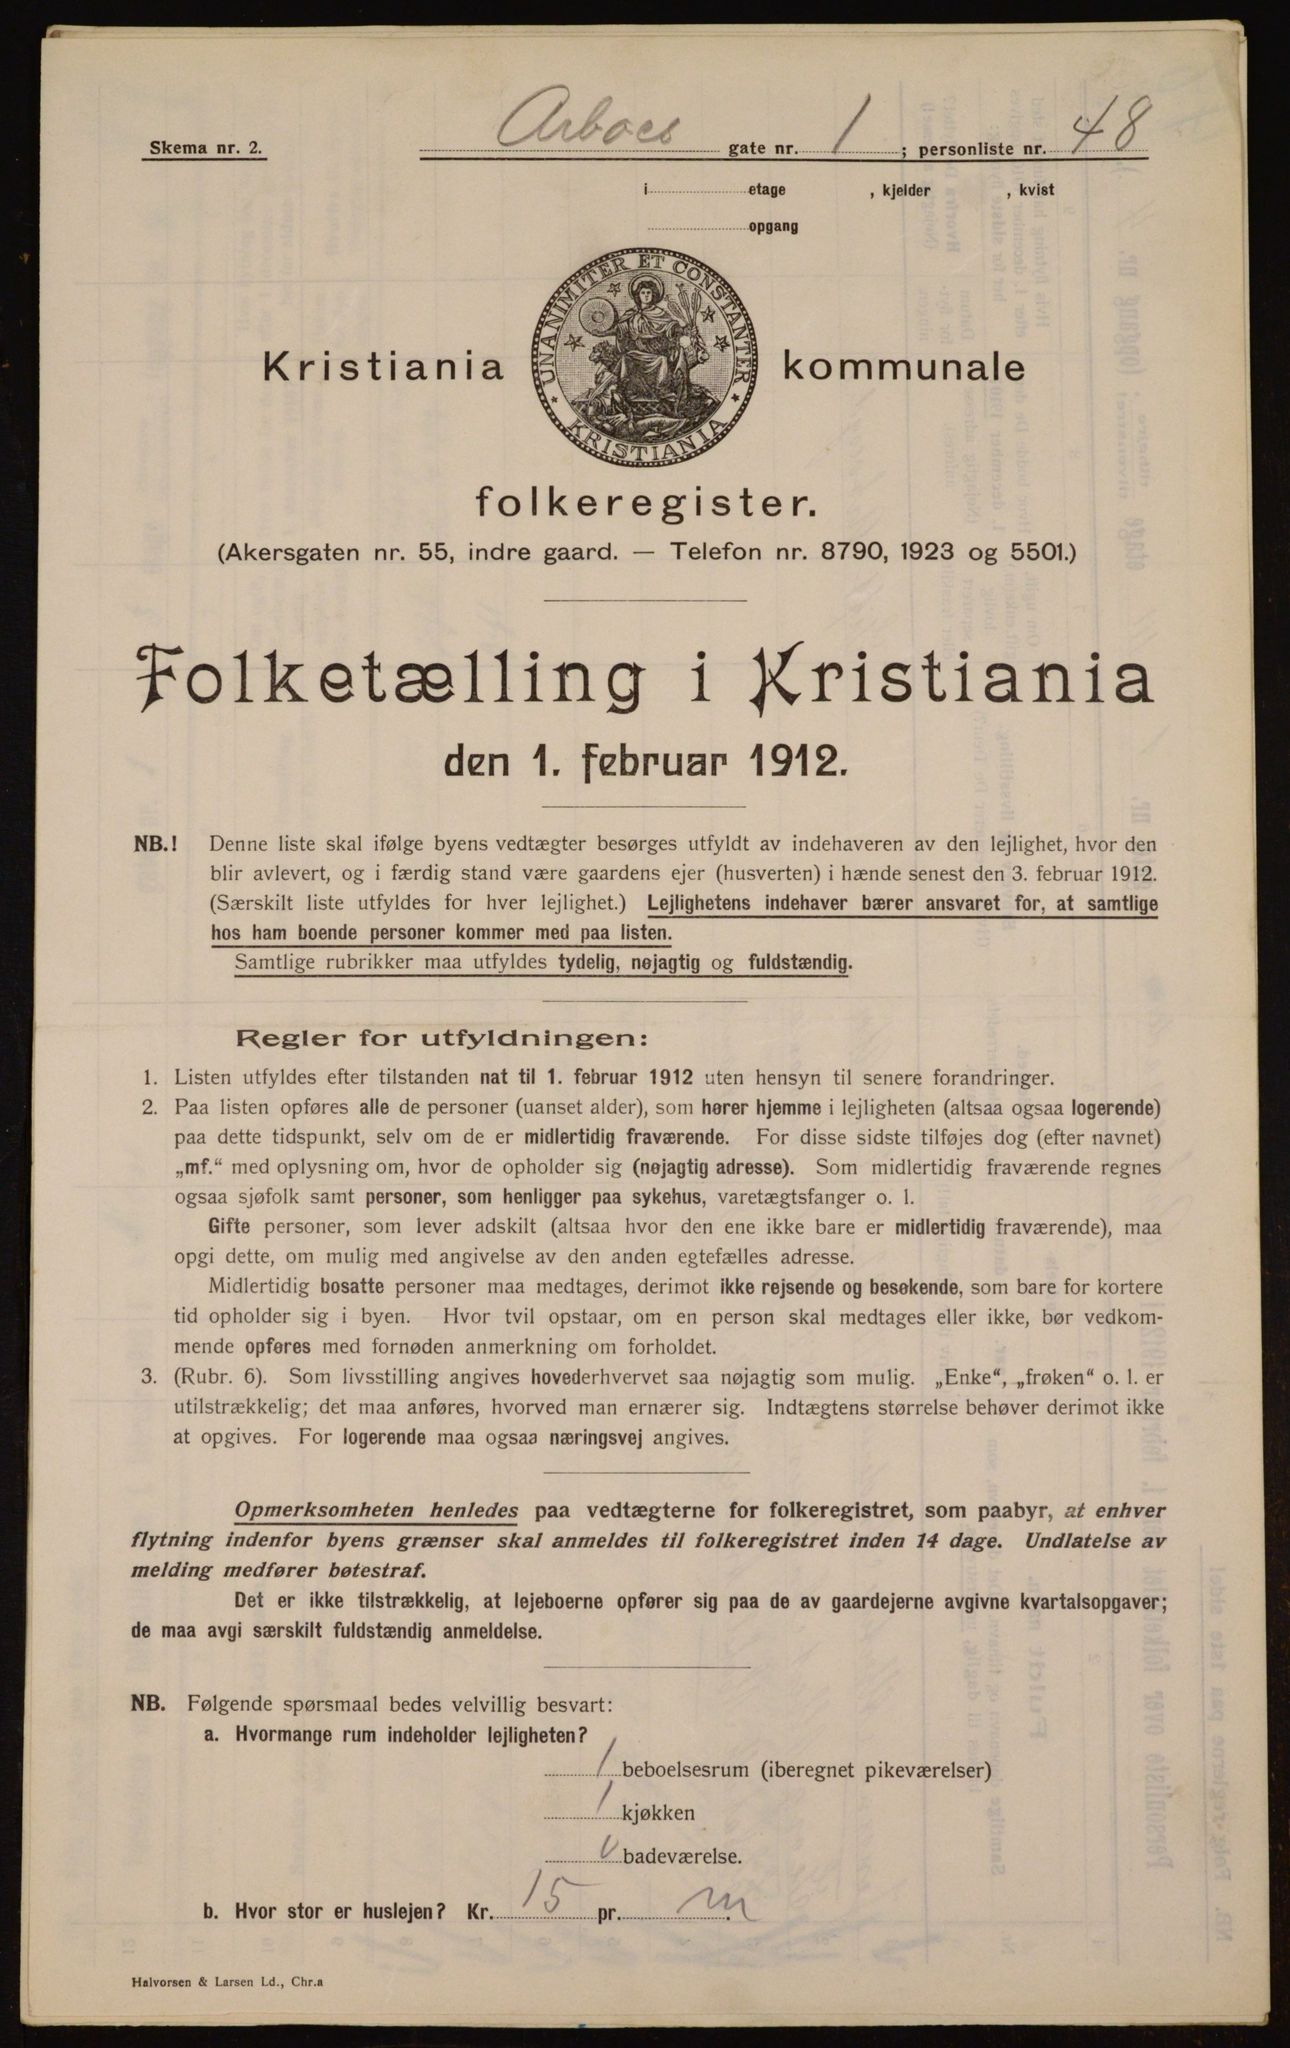 Skema nr. 2. Arboes gate nr. 1 ; personliste nr. 48
i etage , kjelder , kvist
opgang
UNANIMITER ET CONSTANTER
KRISTIANIA
Kristiania kommunale
folkeregister.
(Akersgaten nr. 55, indre gaard. — Telefon nr. 8790, 1923 og 5501.)
Folketælling i Kristiania
den 1. februar 1912.
NB.! Denne liste skal ifølge byens vedtægter besørges utfyldt av indehaveren av den lejlighet, hvor den
blir avlevert, og i færdig stand være gaardens ejer (husverten) i hænde senest den 3. februar 1912.
(Særskilt liste utfyldes for hver lejlighet.) Lejlighetens indehaver bærer ansvaret for, at samtlige
hos ham boende personer kommer med paa listen.
Samtlige rubrikker maa utfyldes tydelig, nøjagtig og fuldstændig.
Regler for utfyldningen:
1. Listen utfyldes efter tilstanden nat til 1. februar 1912 uten hensyn til senere forandringer.
2. Paa listen opføres alle de personer (uanset alder), som hører hjemme i lejligheten (altsaa ogsaa logerende)
paa dette tidspunkt, selv om de er midlertidig fraværende. For disse sidste tilføjes dog (efter navnet)
„mf.“ med oplysning om, hvor de opholder sig (nøjagtig adresse). Som midlertidig fraværende regnes
ogsaa sjøfolk samt personer, som henligger paa sykehus, varetægtsfanger o. l.
Gifte personer, som lever adskilt (altsaa hvor den ene ikke bare er midlertidig fraværende), maa
opgi dette, om mulig med angivelse av den anden egtefælles adresse.
Midlertidig bosatte personer maa medtages, derimot ikke rejsende og besøkende, som bare for kortere
tid opholder sig i byen. Hvor tvil opstaar, om en person skal medtages eller ikke, bør vedkom-
mende opføres med fornøden anmerkning om forholdet.
3. (Rubr. 6). Som livsstilling angives hovederhvervet saa nøjagtig som mulig. „Enke“, „frøken“ o. l. er
utilstrækkelig; det maa anføres, hvorved man ernærer sig. Indtægtens størrelse behøver derimot ikke
at opgives. For logerende maa ogsaa næringsvej angives.
Opmerksomheten henledes paa vedtægterne for folkeregistret, som paabyr, at enhver
flytning indenfor byens grænser skal anmeldes til folkeregistret inden 14 dage. Undlatelse av
melding medfører bøtestraf.
Det er ikke tilstrækkelig, at lejeboerne opfører sig paa de av gaardejerne avgivne kvartalsopgaver;
de maa avgi særskilt fuldstændig anmeldelse.
NB. Følgende spørsmaal bedes velvillig besvart:
a. Hvormange rum indeholder lejligheten?
1 beboelsesrum (iberegnet pikeværelser)
1 kjøkken
0 badeværelse.
b. Hvor stor er huslejen? Kr. 15 pr. m.
Halvorsen & Larsen Ld., Chr.a